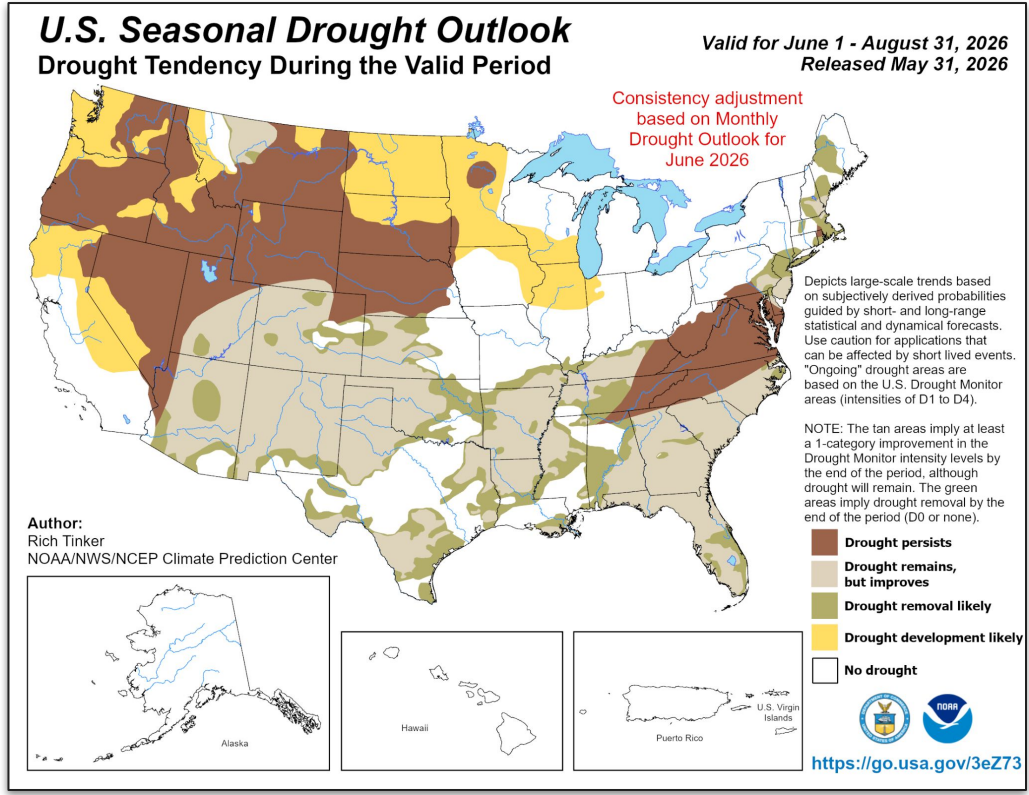 U.S. Seasonal Drought Outlook
Drought Tendency During the Valid Period
Valid for June 1 - August 31, 2026
Released May 31, 2026
Consistency adjustment
based on Monthly
Drought Outlook for
June 2026
Depicts large-scale trends based
on subjectively derived probabilities
guided by short- and long-range
statistical and dynamical forecasts.
Use caution for applications that
can be affected by short lived events.
"Ongoing" drought areas are
based on the U.S. Drought Monitor
areas (intensities of D1 to D4).
NOTE: The tan areas imply at least
a 1-category improvement in the
Drought Monitor intensity levels by
the end of the period, although
drought will remain. The green
areas imply drought removal by the
end of the period (D0 or none).
Author:
Rich Tinker
NOAA/NWS/NCEP Climate Prediction Center
Drought persists
Drought remains,
but improves
Drought removal likely
Drought development likely
No drought
Alaska
Hawaii
Puerto Rico
U.S. Virgin
Islands
NOAA
https://go.usa.gov/3eZ73